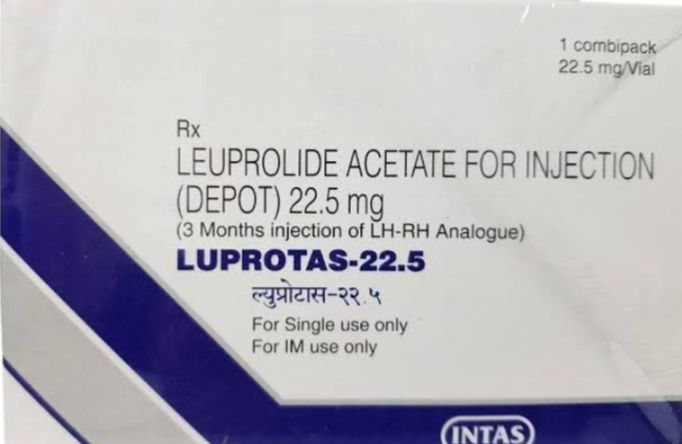 1 combipack
22.5 mg/Vial
Rx
LEUPROLIDE ACETATE FOR INJECTION
(DEPOT) 22.5 mg
(3 Months injection of LH-RH Analogue)
LUPROTAS-22.5
ल्युप्रोटास-२२.५
For Single use only
For IM use only
INTAS